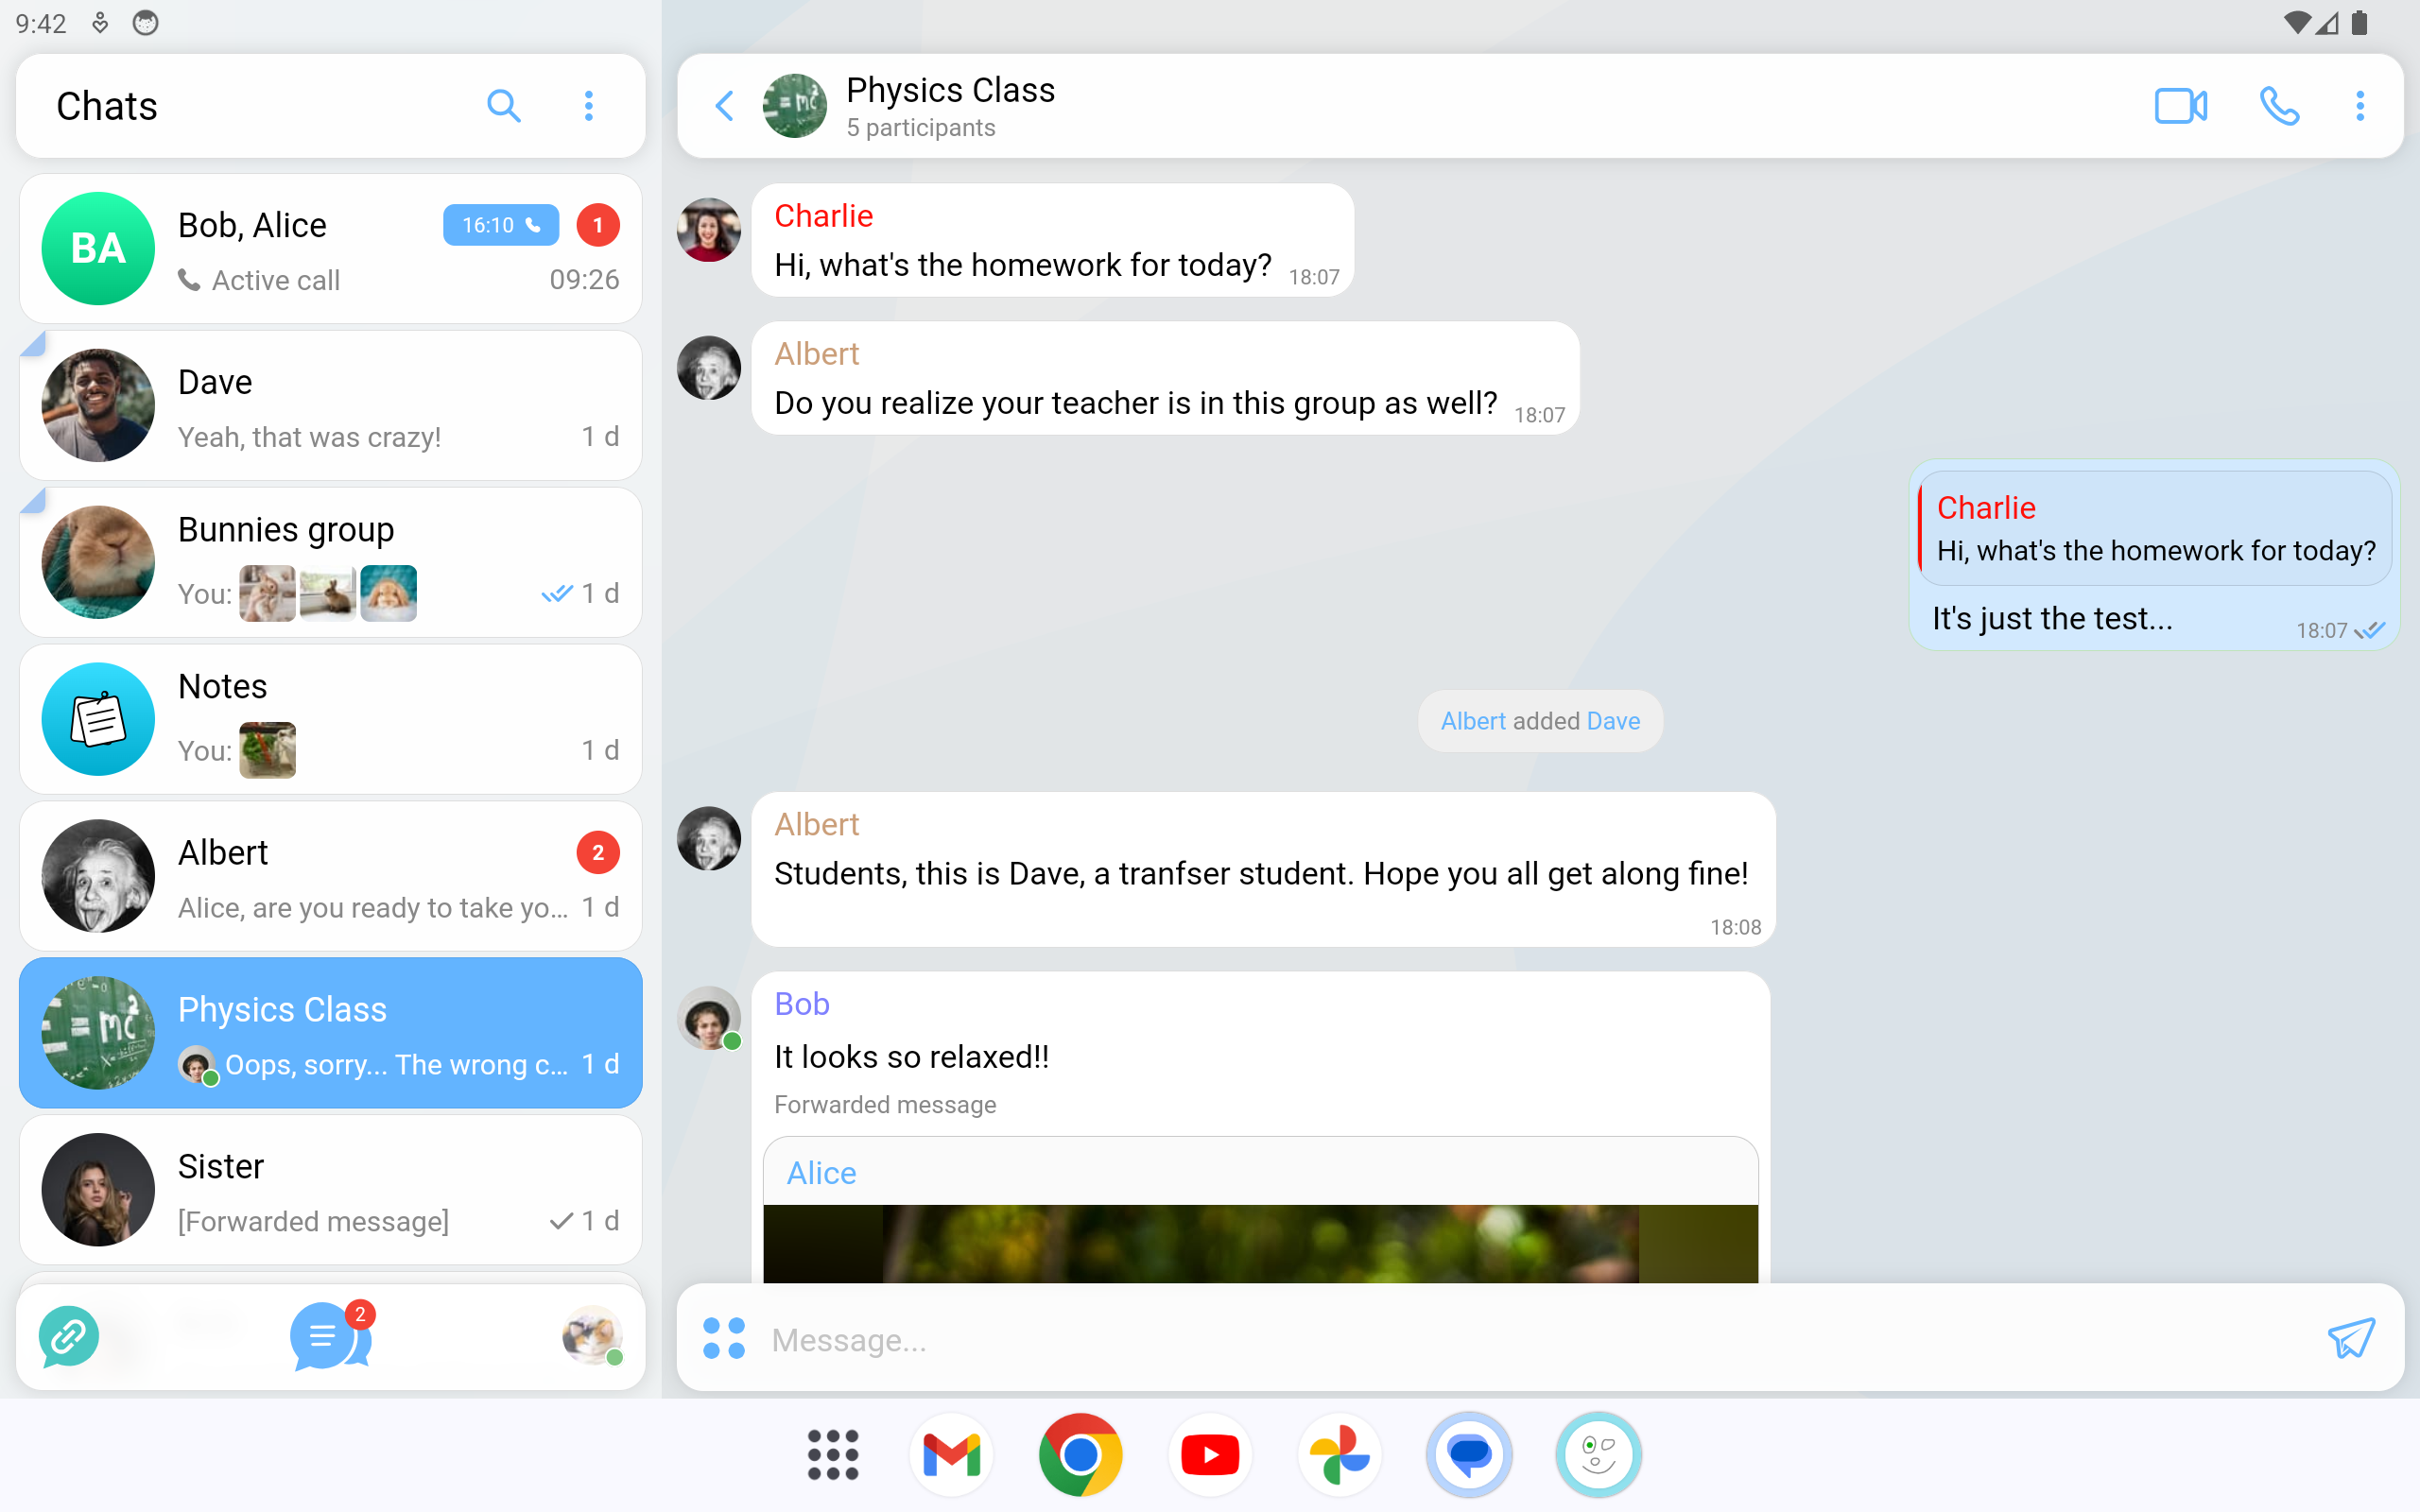 9:42
Chats
BA
Bob, Alice
16:10
1
Active call
09:26
Dave
Yeah, that was crazy!
1 d
Bunnies group
You:
1 d
Notes
You:
1 d
Albert
2
Alice, are you ready to take yo...
1 d
= mc²
Physics Class
Oops, sorry... The wrong c...
1 d
Sister
[Forwarded message]
1 d
2
= mc²
Physics Class
5 participants
Charlie
Hi, what's the homework for today?
18:07
Albert
Do you realize your teacher is in this group as well?
18:07
Charlie
Hi, what's the homework for today?
It's just the test...
18:07
Albert added Dave
Albert
Students, this is Dave, a tranfser student. Hope you all get along fine!
18:08
Bob
It looks so relaxed!!
Forwarded message
Alice
Message...